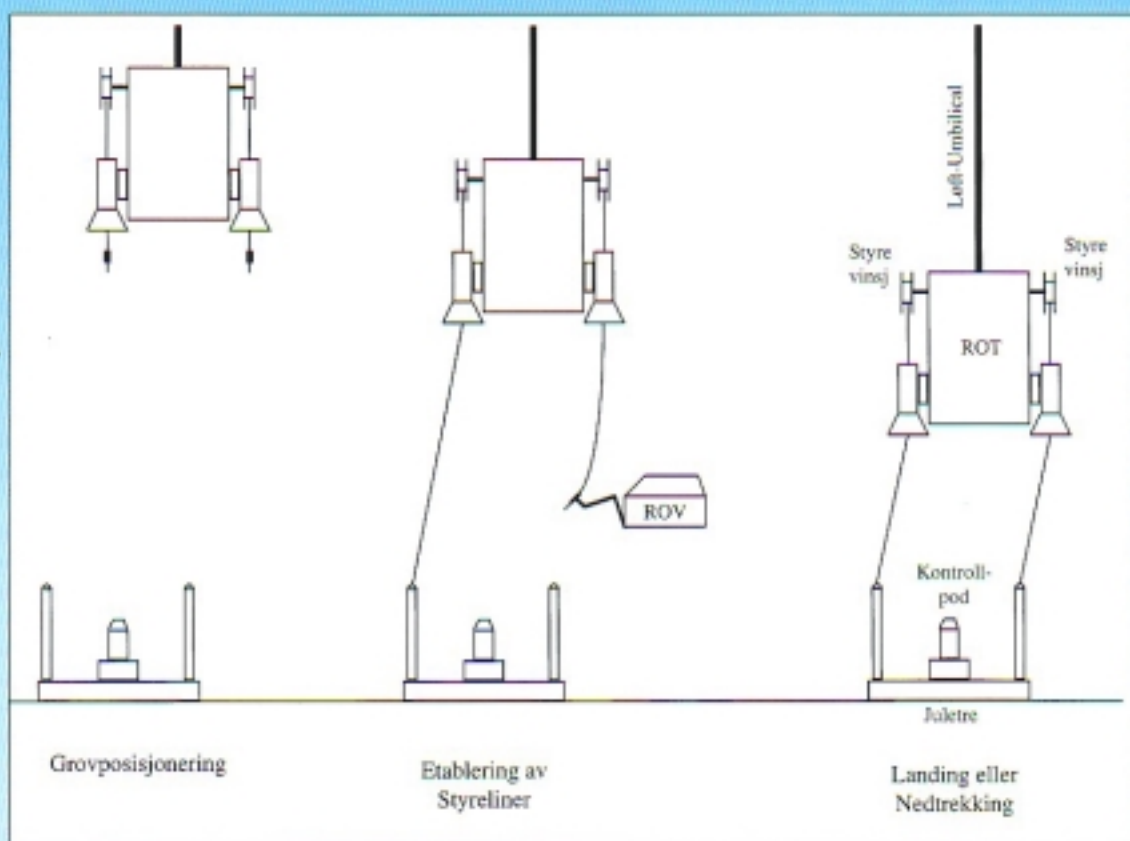 Løft-Umbilical
Styre
vinsj
Styre
vinsj
ROT
ROV
Kontroll-
pod
Juletre
Grovposisjonering
Etablering av
Styreliner
Landing eller
Nedtrekking